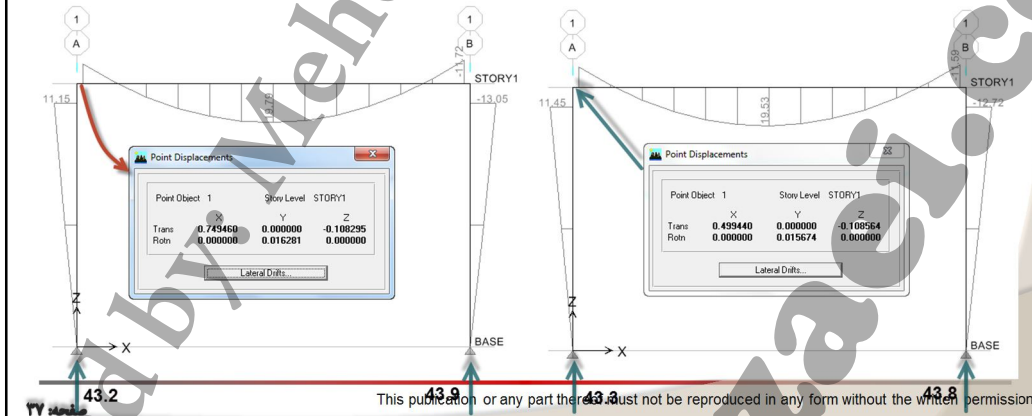 1
A
1
B
-11.72
STORY1
11.15
19.78
-13.05
Point Displacements
Point Object 1 Story Level STORY1
X Y Z
Trans 0.749460 0.000000 -0.108295
Rotn 0.000000 0.016281 0.000000
Lateral Drifts...
Z
X
BASE
43.2
43.9
1
A
1
B
-11.59
STORY1
11.45
19.53
-12.72
Point Displacements
Point Object 1 Story Level STORY1
X Y Z
Trans 0.499440 0.000000 -0.108564
Rotn 0.000000 0.015674 0.000000
Lateral Drifts...
Z
X
BASE
43.3
43.8
This publication or any part thereof must not be reproduced in any form without the written permission
صفحه: ۳۷